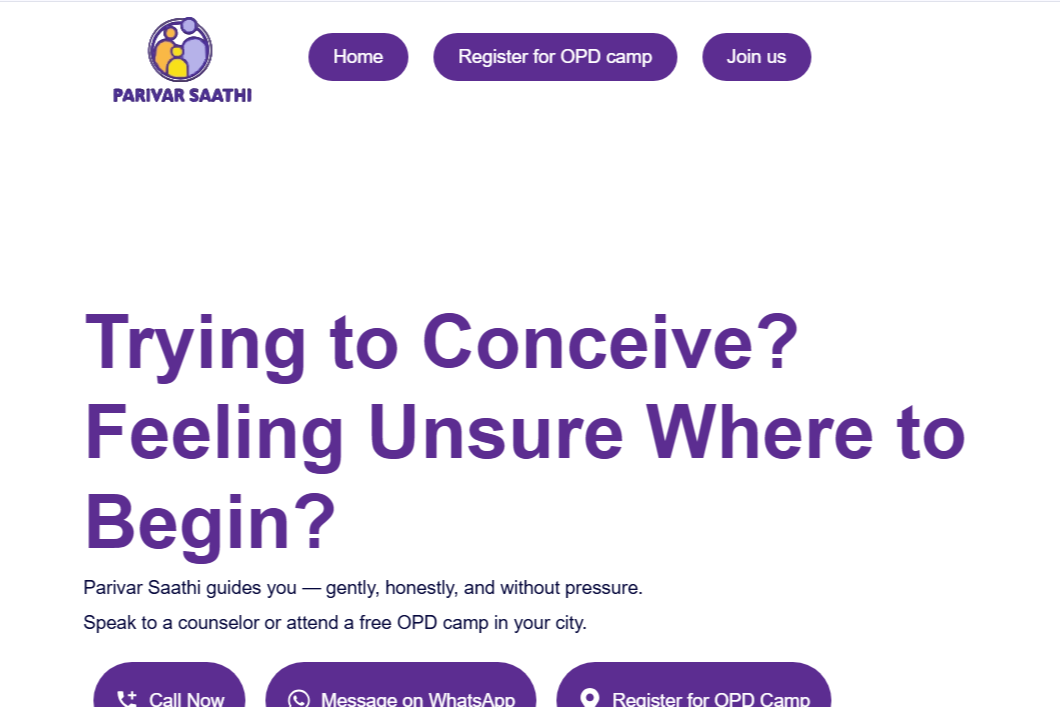 PARIVAR SAATHI
Home
Register for OPD camp
Join us
Trying to Conceive?
Feeling Unsure Where to
Begin?
Parivar Saathi guides you — gently, honestly, and without pressure.
Speak to a counselor or attend a free OPD camp in your city.
Call Now
Message on WhatsApp
Register for OPD Camp